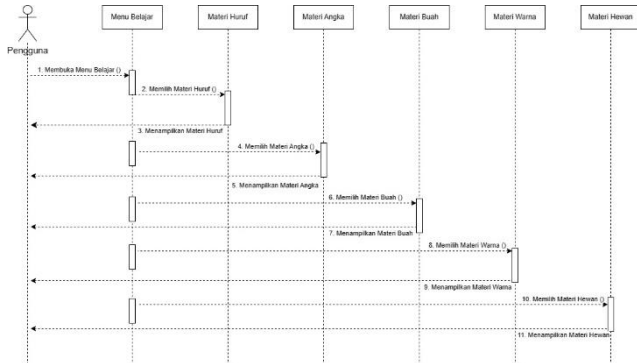 Menu Belajar
Materi Huruf
Materi Angka
Materi Buah
Materi Warna
Materi Hewan
Pengguna
1. Membuka Menu Belajar ()
2. Memilih Materi Huruf ()
3. Menampilkan Materi Huruf
4. Memilih Materi Angka ()
5. Menampilkan Materi Angka
6. Memilih Materi Buah ()
7. Menampilkan Materi Buah
8. Memilih Materi Warna ()
9. Menampilkan Materi Warna
10. Memilih Materi Hewan ()
11. Menampilkan Materi Hewan